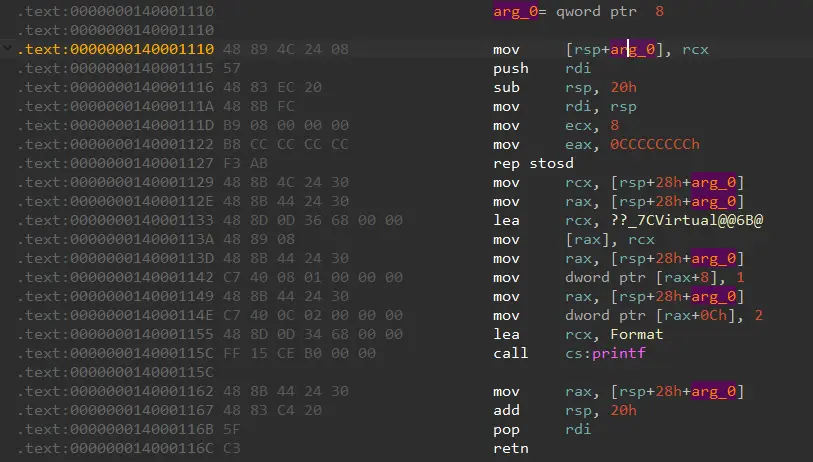 .text:0000000140001110 arg_0= qword ptr 8
.text:0000000140001110
.text:0000000140001110 48 89 4C 24 08 mov [rsp+arg_0], rcx
.text:0000000140001115 57 push rdi
.text:0000000140001116 48 83 EC 20 sub rsp, 20h
.text:000000014000111A 48 8B FC mov rdi, rsp
.text:000000014000111D B9 08 00 00 00 mov ecx, 8
.text:0000000140001122 B8 CC CC CC CC mov eax, 0CCCCCCCCh
.text:0000000140001127 F3 AB rep stosd
.text:0000000140001129 48 8B 4C 24 30 mov rcx, [rsp+28h+arg_0]
.text:000000014000112E 48 8B 44 24 30 mov rax, [rsp+28h+arg_0]
.text:0000000140001133 48 8D 0D 36 68 00 00 lea rcx, ??_7CVirtual@@6B@
.text:000000014000113A 48 89 08 mov [rax], rcx
.text:000000014000113D 48 8B 44 24 30 mov rax, [rsp+28h+arg_0]
.text:0000000140001142 C7 40 08 01 00 00 00 mov dword ptr [rax+8], 1
.text:0000000140001149 48 8B 44 24 30 mov rax, [rsp+28h+arg_0]
.text:000000014000114E C7 40 0C 02 00 00 00 mov dword ptr [rax+0Ch], 2
.text:0000000140001155 48 8D 0D 34 68 00 00 lea rcx, Format
.text:000000014000115C FF 15 CE B0 00 00 call cs:printf
.text:000000014000115C
.text:0000000140001162 48 8B 44 24 30 mov rax, [rsp+28h+arg_0]
.text:0000000140001167 48 83 C4 20 add rsp, 20h
.text:000000014000116B 5F pop rdi
.text:000000014000116C C3 retn